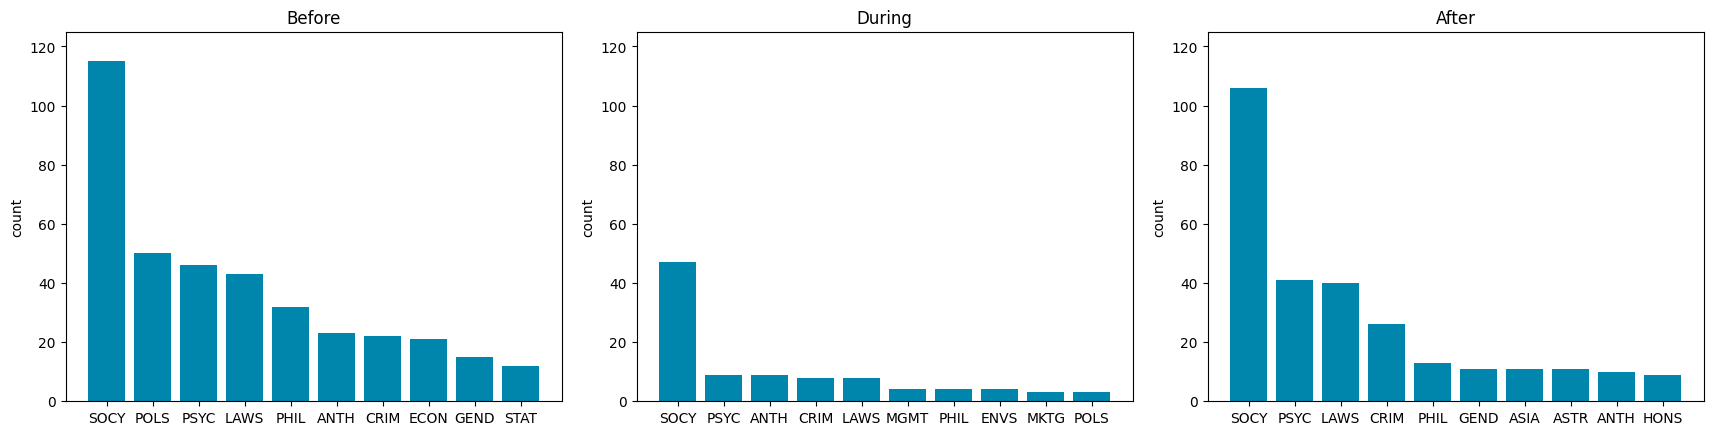 Before
120
100
80
60
40
20
0
count
SOCY POLS PSYC LAWS PHIL ANTH CRIM ECON GEND STAT
During
120
100
80
60
40
20
0
count
SOCY PSYC ANTH CRIM LAWS MGMT PHIL ENVS MKTG POLS
After
120
100
80
60
40
20
0
count
SOCY PSYC LAWS CRIM PHIL GEND ASIA ASTR ANTH HONS